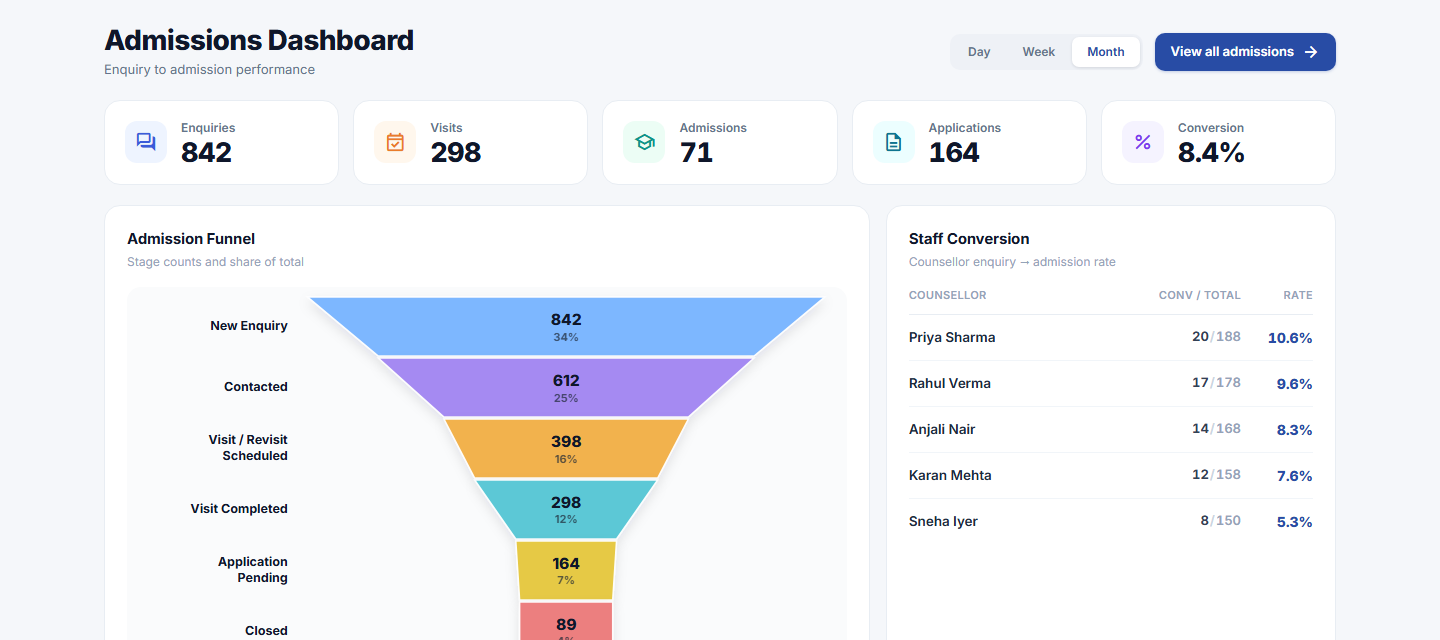 Admissions Dashboard
Enquiry to admission performance
Day
Week
Month
View all admissions
Enquiries
842
Visits
298
Admissions
71
Applications
164
Conversion
8.4%
Admission Funnel
Stage counts and share of total
New Enquiry
842
34%
Contacted
612
25%
Visit / Revisit
Scheduled
398
16%
Visit Completed
298
12%
Application
Pending
164
7%
Closed
89
Staff Conversion
Counsellor enquiry → admission rate
COUNSELLOR CONV / TOTAL RATE
Priya Sharma 20/188 10.6%
Rahul Verma 17/178 9.6%
Anjali Nair 14/168 8.3%
Karan Mehta 12/158 7.6%
Sneha Iyer 8/150 5.3%